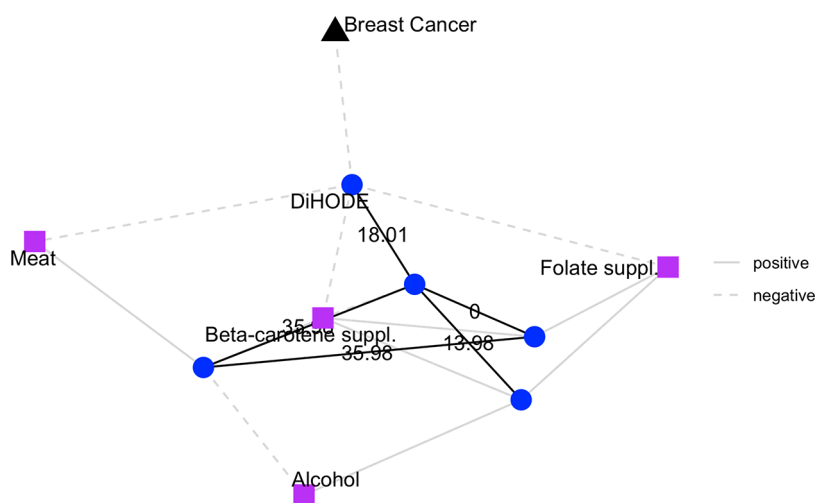 Breast Cancer
DiHODE
18.01
Meat
Folate suppl.
positive
negative
0
Beta-carotene suppl.
13.98
35.98
Alcohol